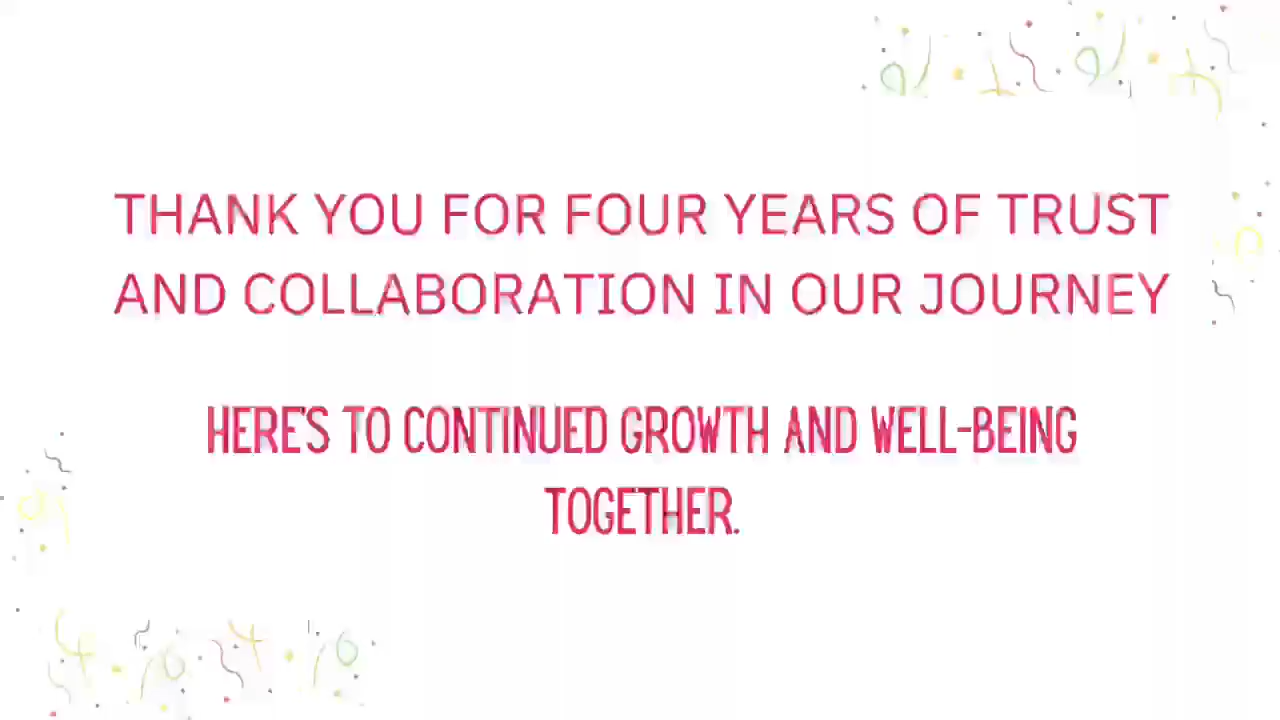 THANK YOU FOR FOUR YEARS OF TRUST
AND COLLABORATION IN OUR JOURNEY
HERE'S TO CONTINUED GROWTH AND WELL-BEING
TOGETHER.